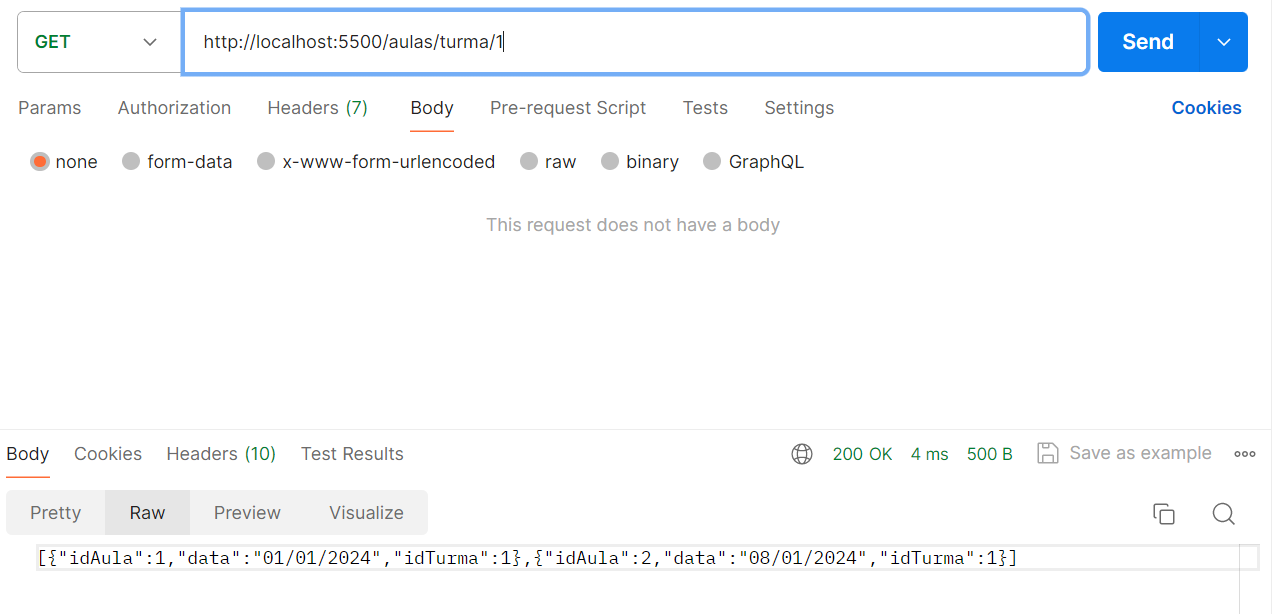 GET http://localhost:5500/aulas/turma/1 Send
Params Authorization Headers (7) Body Pre-request Script Tests Settings Cookies
none form-data x-www-form-urlencoded raw binary GraphQL
This request does not have a body
Body Cookies Headers (10) Test Results 200 OK 4 ms 500 B Save as example
Pretty Raw Preview Visualize
[{"idAula":1,"data":"01/01/2024","idTurma":1},{"idAula":2,"data":"08/01/2024","idTurma":1}]